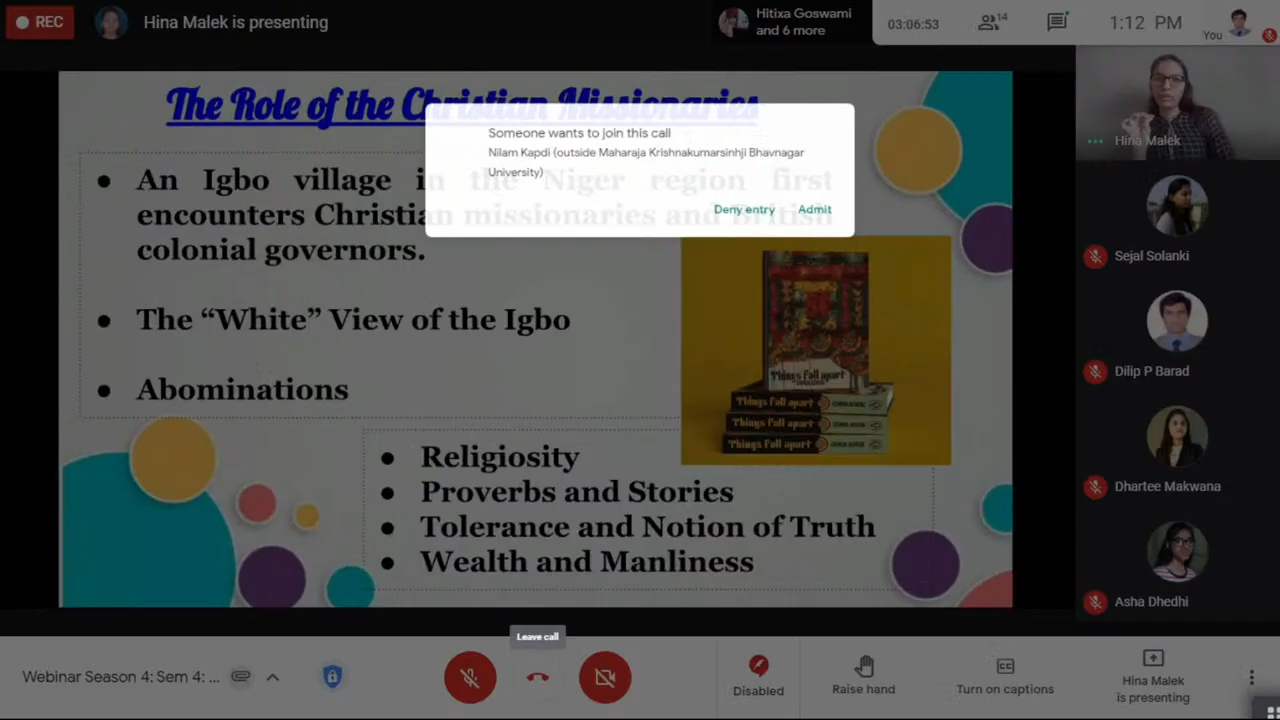 REC
Hina Malek is presenting
Hitixa Goswami
and 6 more
03:06:53
14
1:12 PM
You
The Role of the Christian Missionaries
Someone wants to join this call
Nilam Kapdi (outside Maharaja Krishnakumarsinhji Bhavnagar
University)
Deny entry
Admit
● An Igbo village in the Niger region first
encounters Christian missionaries and British
colonial governors.
● The “White” View of the Igbo
● Abominations
Things fall apart
Things fall apart
Things fall apart
Things fall apart
● Religiosity
● Proverbs and Stories
● Tolerance and Notion of Truth
● Wealth and Manliness
Hina Malek
Sejal Solanki
Dilip P Barad
Dhartee Makwana
Asha Dhedhi
Leave call
Webinar Season 4: Sem 4: ...
Disabled
Raise hand
Turn on captions
Hina Malek
is presenting